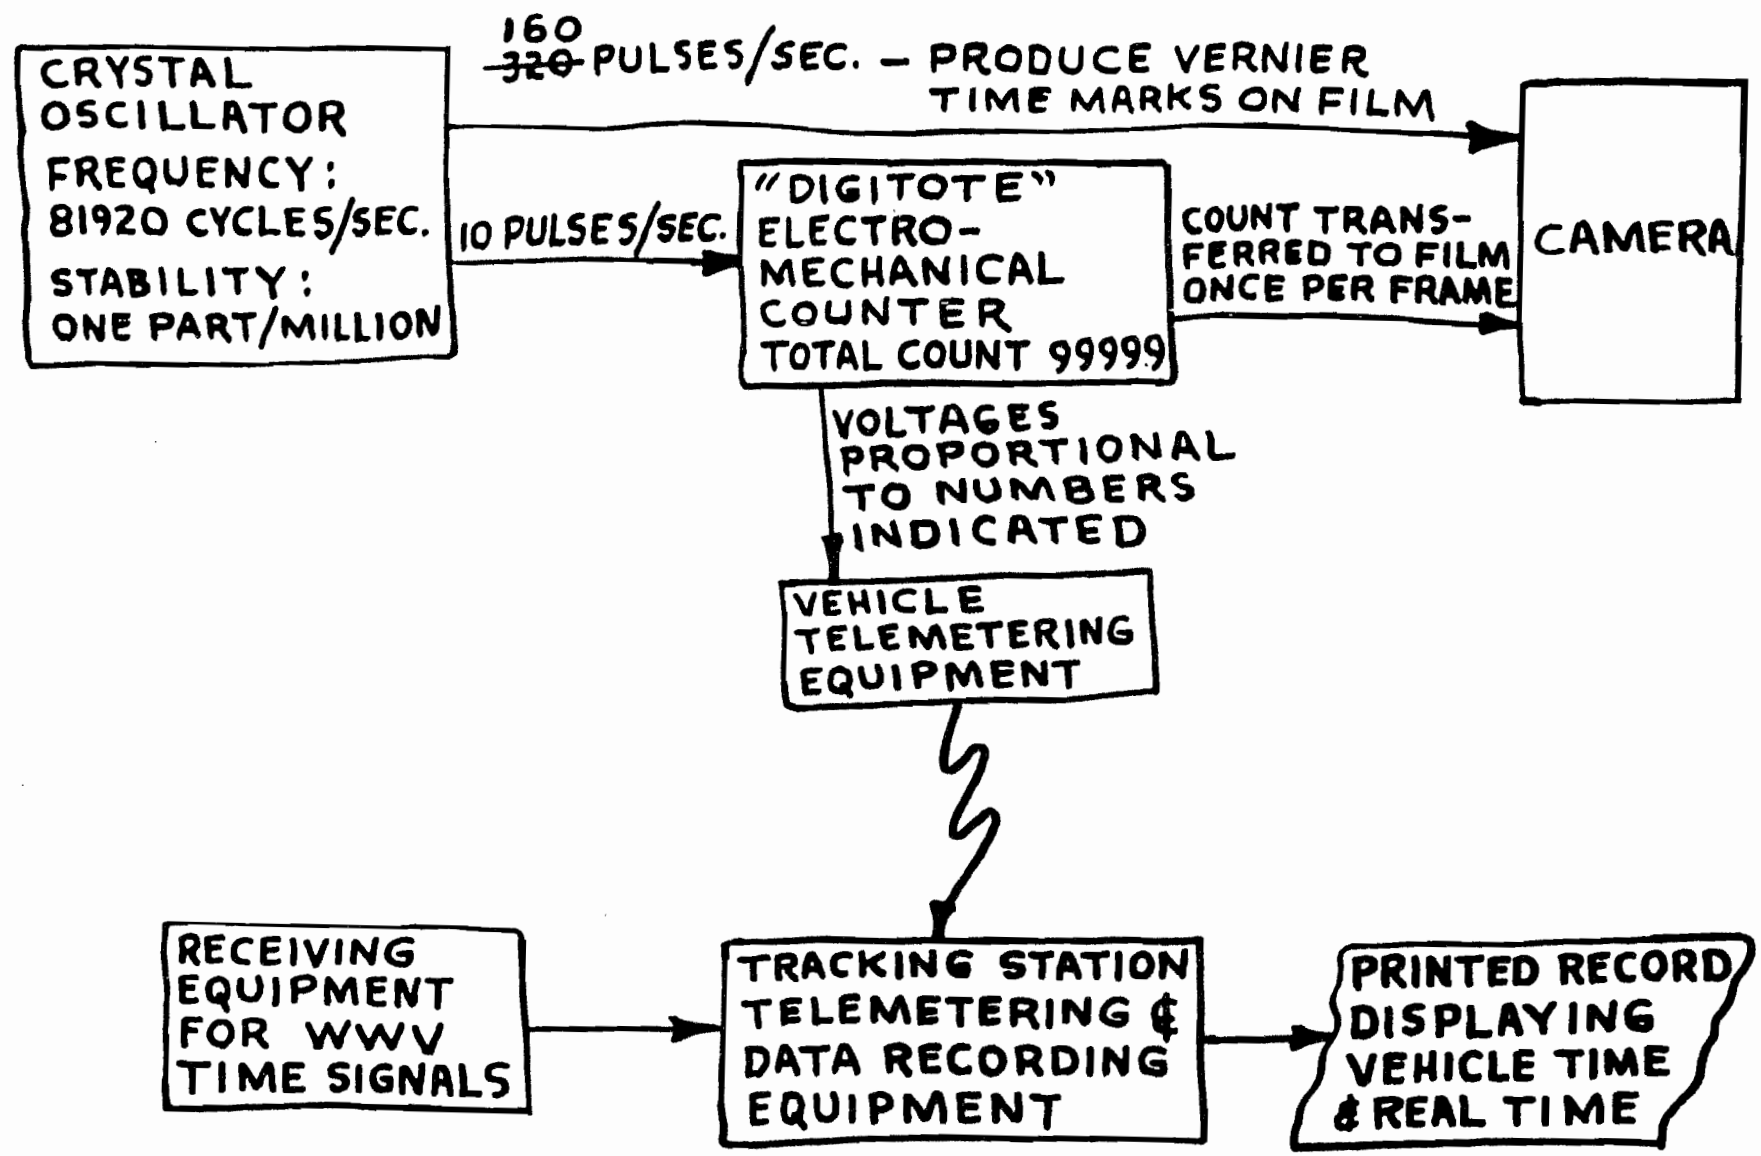 CRYSTAL
OSCILLATOR
FREQUENCY:
81920 CYCLES/SEC.
STABILITY:
ONE PART/MILLION
160
320 PULSES/SEC. – PRODUCE VERNIER
TIME MARKS ON FILM
10 PULSES/SEC.
"DIGITOTE"
ELECTRO-
MECHANICAL
COUNTER
TOTAL COUNT 99999
COUNT TRANS-
FERRED TO FILM
ONCE PER FRAME
CAMERA
VOLTAGES
PROPORTIONAL
TO NUMBERS
INDICATED
VEHICLE
TELEMETERING
EQUIPMENT
RECEIVING
EQUIPMENT
FOR WWV
TIME SIGNALS
TRACKING STATION
TELEMETERING &
DATA RECORDING
EQUIPMENT
PRINTED RECORD
DISPLAYING
VEHICLE TIME
& REAL TIME